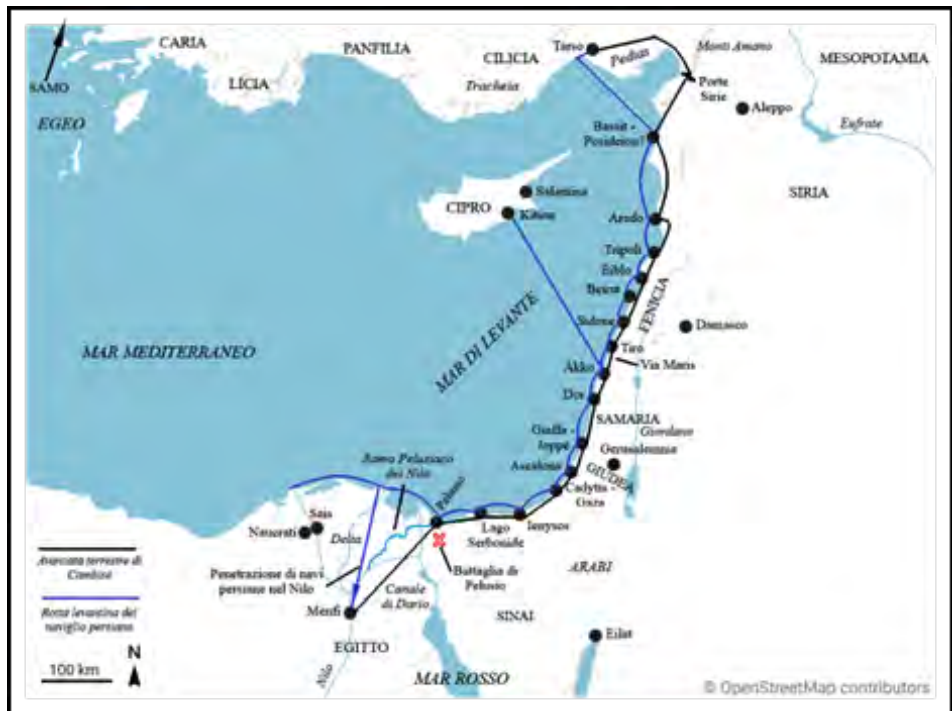 CARIA
PANFILIA
CILICIA
Tarso
Pedias
Monti Amano
MESOPOTAMIA
SAMO
LICIA
Tracheia
Porte
Sirie
Aleppo
EGEO
Eufrate
Bassit -
Posideion?
SIRIA
CIPRO
Salamina
Kition
Arado
Tripoli
Biblo
Beirut
FENICIA
MAR DI LEVANTE
Sidone
Damasco
MAR MEDITERRANEO
Tiro
Via Maris
Akko
Dor
SAMARIA
Giaffa -
Ioppe
Giordano
Gerusalemme
Ramo Pelusiaco
del Nilo
Ascalona
GIUDEA
Pelusio
Cadytis -
Gaza
Sais
Naucrati
Delta
Lago
Serbonide
Ienysos
Avanzata terrestre di
Cambise
Penetrazione di navi
persiane nel Nilo
Battaglia di
Pelusio
ARABI
Canale
di Dario
Rotta levantina del
naviglio persiano
Menfi
SINAI
EGITTO
Eilat
N
100 km
Nilo
MAR ROSSO
© OpenStreetMap contributors